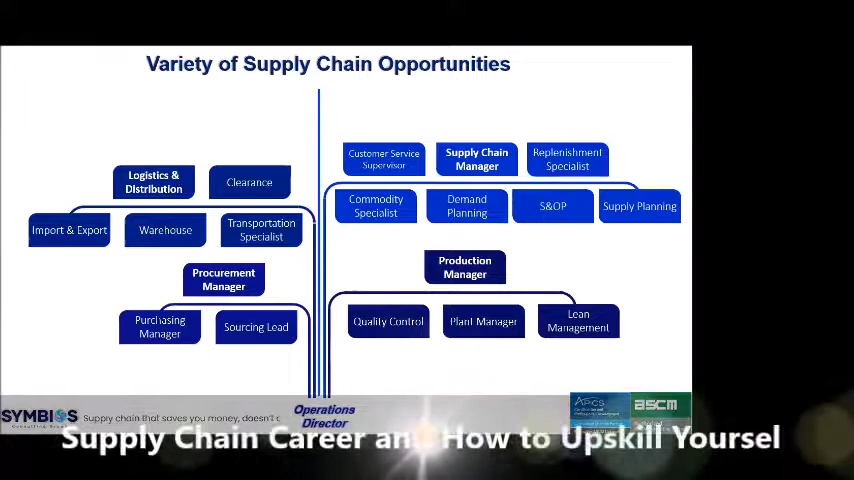 Variety of Supply Chain Opportunities
Logistics &
Distribution
Clearance
Import & Export
Warehouse
Transportation
Specialist
Procurement
Manager
Purchasing
Manager
Sourcing Lead
Customer Service
Supervisor
Supply Chain
Manager
Replenishment
Specialist
Commodity
Specialist
Demand
Planning
S&OP
Supply Planning
Production
Manager
Quality Control
Plant Manager
Lean
Management
Operations
Director
SYMBIOS
Supply chain that saves you money, doesn't c
APICS
ascm
Supply Chain Career and How to Upskill Yoursel